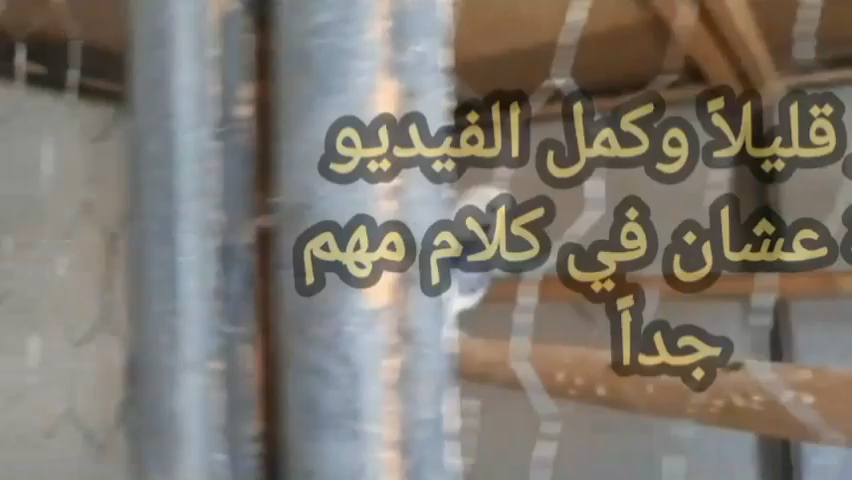 قليلاً وكمل الفيديو
عشان في كلام مهم
جداً